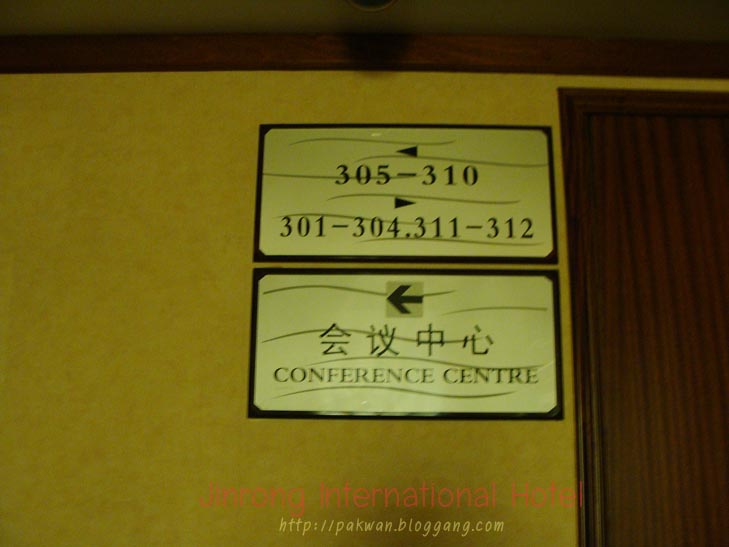 305-310
301-304.311-312
会议中心
CONFERENCE CENTRE
Jinrong International Hotel
http://pakwan.bloggang.com